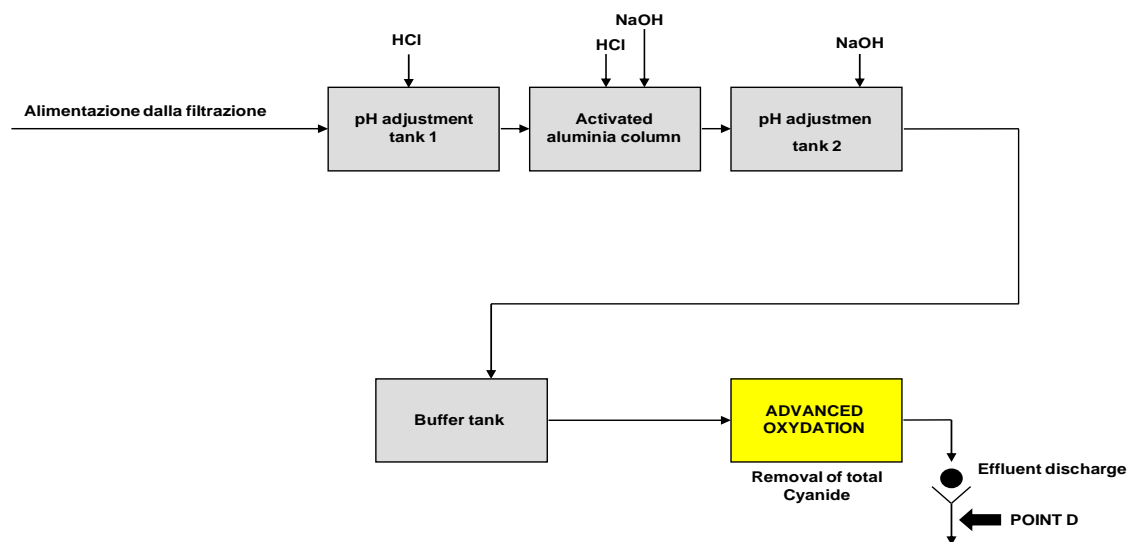 NaOH
HCl
HCl
NaOH
Alimentazione dalla filtrazione
pH adjustment
tank 1
Activated
aluminia column
pH adjustmen
tank 2
Buffer tank
ADVANCED
OXYDATION
Removal of total
Cyanide
Effluent discharge
POINT D